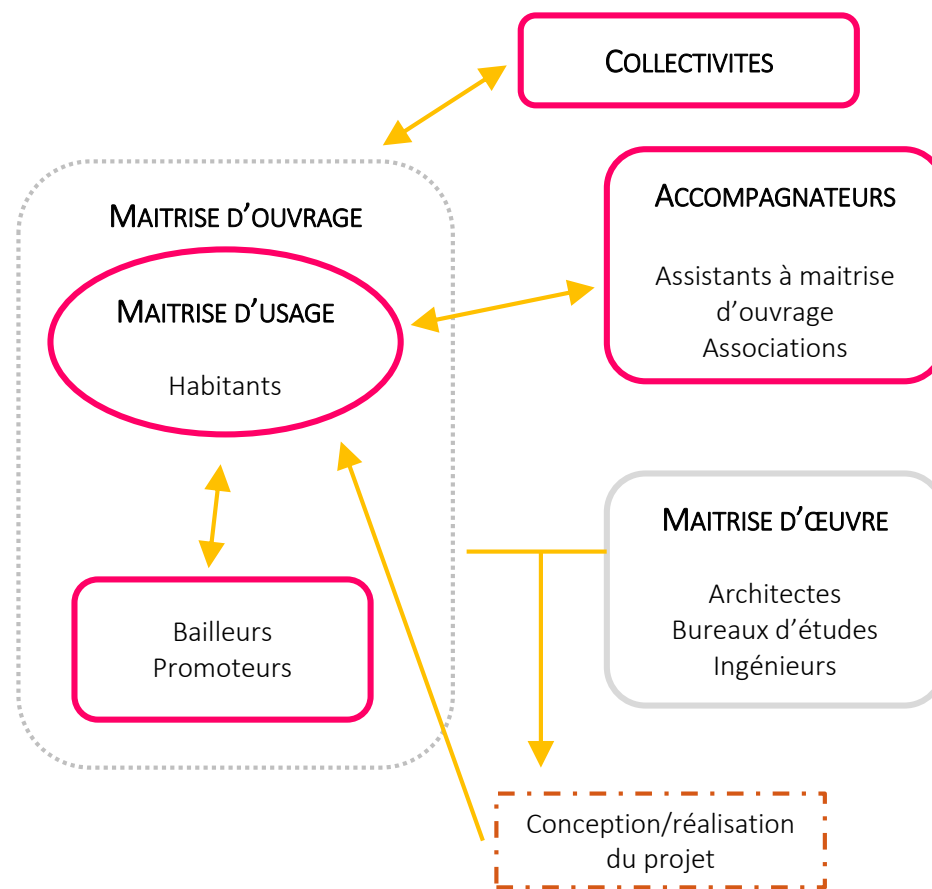 COLLECTIVITES
MAITRISE D'OUVRAGE
MAITRISE D'USAGE
Habitants
Bailleurs
Promoteurs
ACCOMPAGNATEURS
Assistants à maitrise
d'ouvrage
Associations
MAITRISE D'ŒUVRE
Architectes
Bureaux d'études
Ingénieurs
Conception/réalisation
du projet